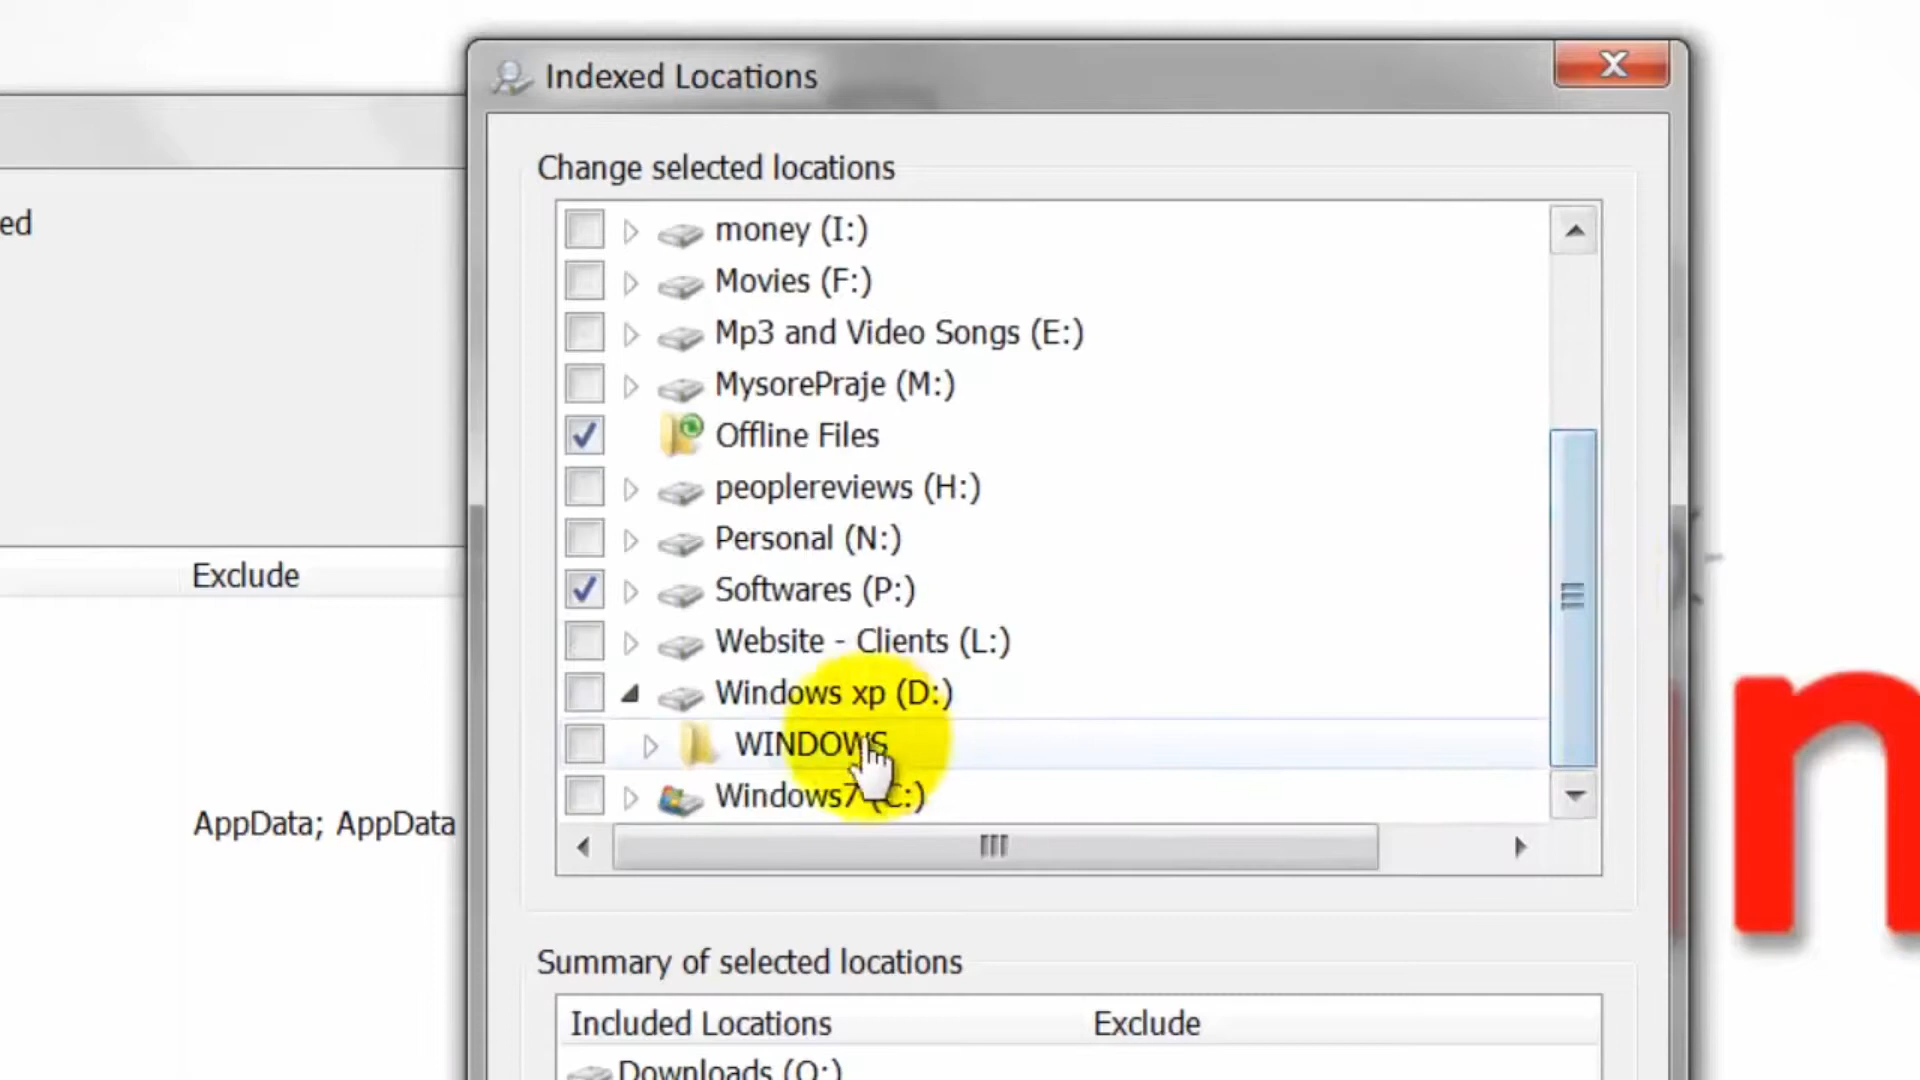 Indexed Locations
ed
Change selected locations
money (I:)
Movies (F:)
Mp3 and Video Songs (E:)
MysorePraje (M:)
Offline Files
peoplereviews (H:)
Personal (N:)
Exclude
Softwares (P:)
Website - Clients (L:)
Windows xp (D:)
WINDOWS
Windows7 (C:)
AppData; AppData
n
Summary of selected locations
Included Locations Exclude
Downloads (O:)